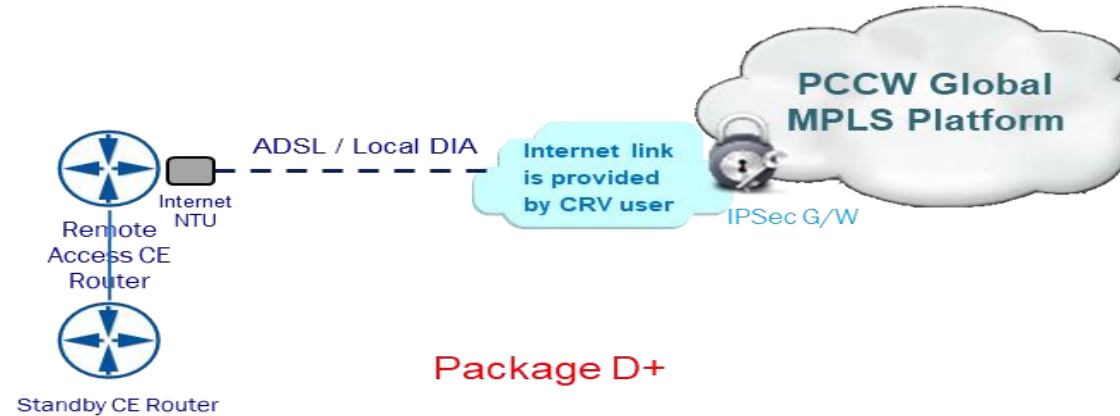 PCCW Global
MPLS Platform
ADSL / Local DIA
Internet link
is provided
by CRV user
IPSec G/W
Internet
NTU
Remote
Access CE
Router
Package D+
Standby CE Router